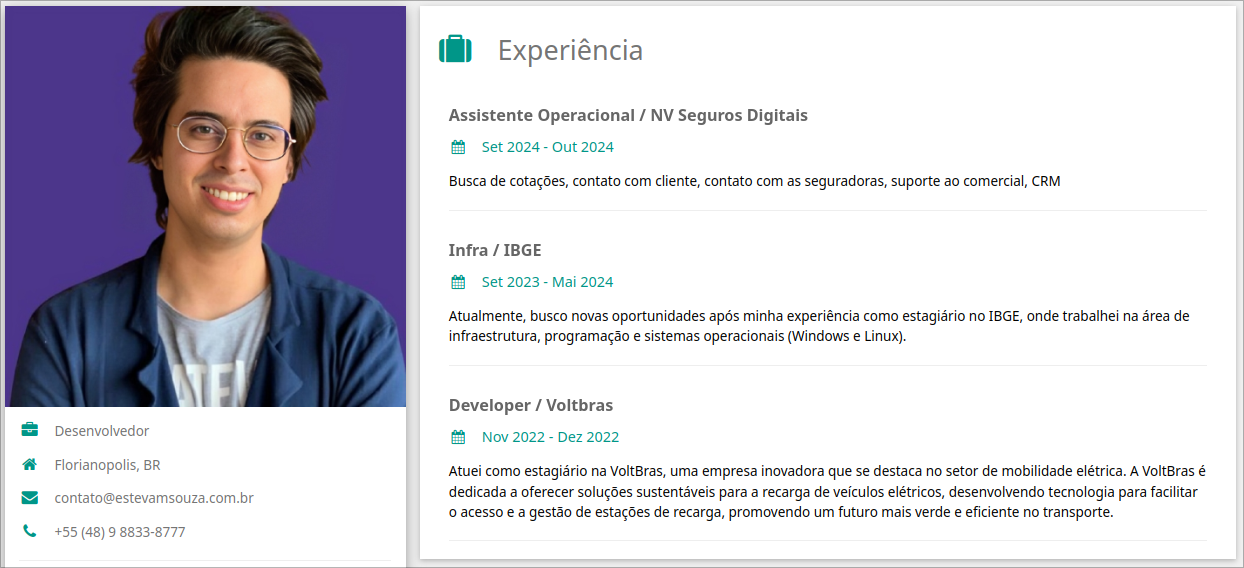 Desenvolvedor
Florianopolis, BR
contato@estevamsouza.com.br
+55 (48) 9 8833-8777
Experiência
Assistente Operacional / NV Seguros Digitais
Set 2024 - Out 2024
Busca de cotações, contato com cliente, contato com as seguradoras, suporte ao comercial, CRM
Infra / IBGE
Set 2023 - Mai 2024
Atualmente, busco novas oportunidades após minha experiência como estagiário no IBGE, onde trabalhei na área de
infraestrutura, programação e sistemas operacionais (Windows e Linux).
Developer / Voltbras
Nov 2022 - Dez 2022
Atuei como estagiário na VoltBras, uma empresa inovadora que se destaca no setor de mobilidade elétrica. A VoltBras é
dedicada a oferecer soluções sustentáveis para a recarga de veículos elétricos, desenvolvendo tecnologia para facilitar
o acesso e a gestão de estações de recarga, promovendo um futuro mais verde e eficiente no transporte.